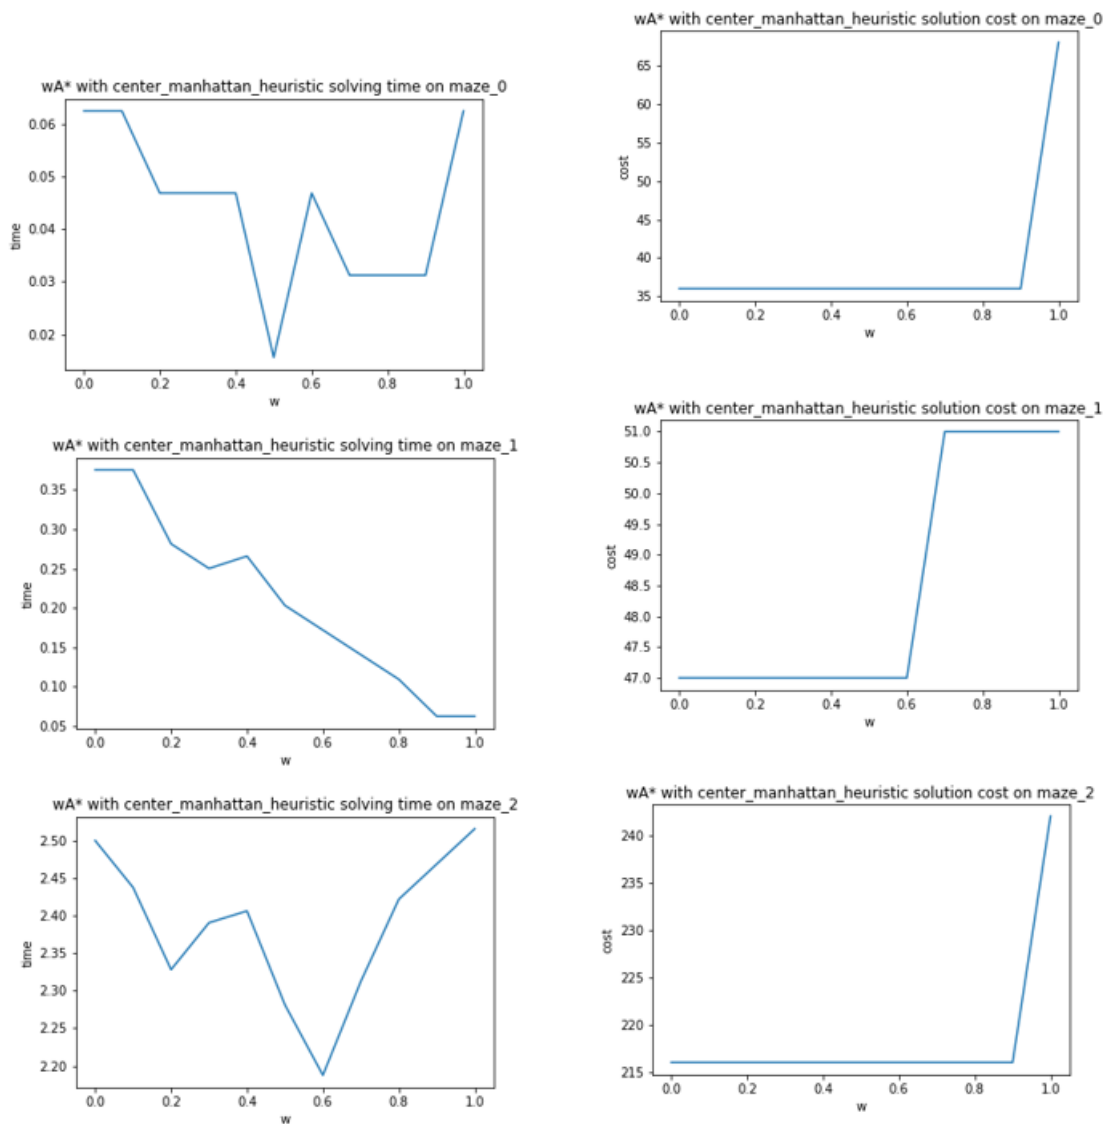 wA* with center_manhattan_heuristic solving time on maze_0
0.06
0.05
0.04
0.03
0.02
time
0.0 0.2 0.4 0.6 0.8 1.0
w
wA* with center_manhattan_heuristic solution cost on maze_0
65
60
55
50
45
40
35
cost
0.0 0.2 0.4 0.6 0.8 1.0
w
wA* with center_manhattan_heuristic solving time on maze_1
0.35
0.30
0.25
0.20
0.15
0.10
0.05
time
0.0 0.2 0.4 0.6 0.8 1.0
w
wA* with center_manhattan_heuristic solution cost on maze_1
51.0
50.5
50.0
49.5
49.0
48.5
48.0
47.5
47.0
cost
0.0 0.2 0.4 0.6 0.8 1.0
w
wA* with center_manhattan_heuristic solving time on maze_2
2.50
2.45
2.40
2.35
2.30
2.25
2.20
time
0.0 0.2 0.4 0.6 0.8 1.0
w
wA* with center_manhattan_heuristic solution cost on maze_2
240
235
230
225
220
215
cost
0.0 0.2 0.4 0.6 0.8 1.0
w